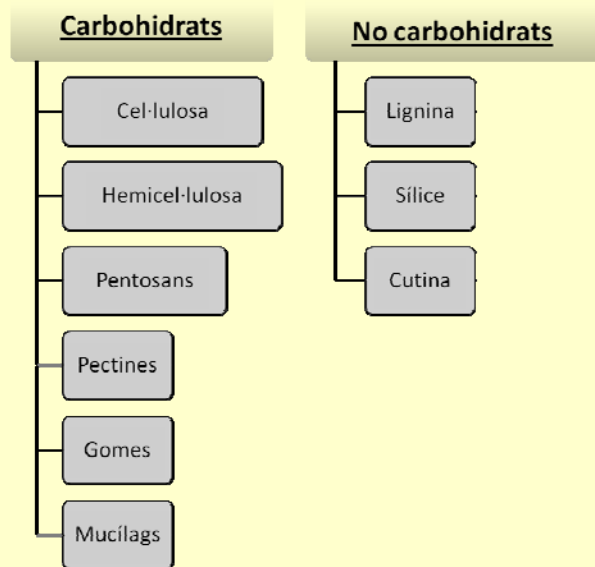 Carbohidrats
Cel·lulosa
Hemicel·lulosa
Pentosans
Pectines
Gomes
Mucílags
No carbohidrats
Lignina
Sílice
Cutina